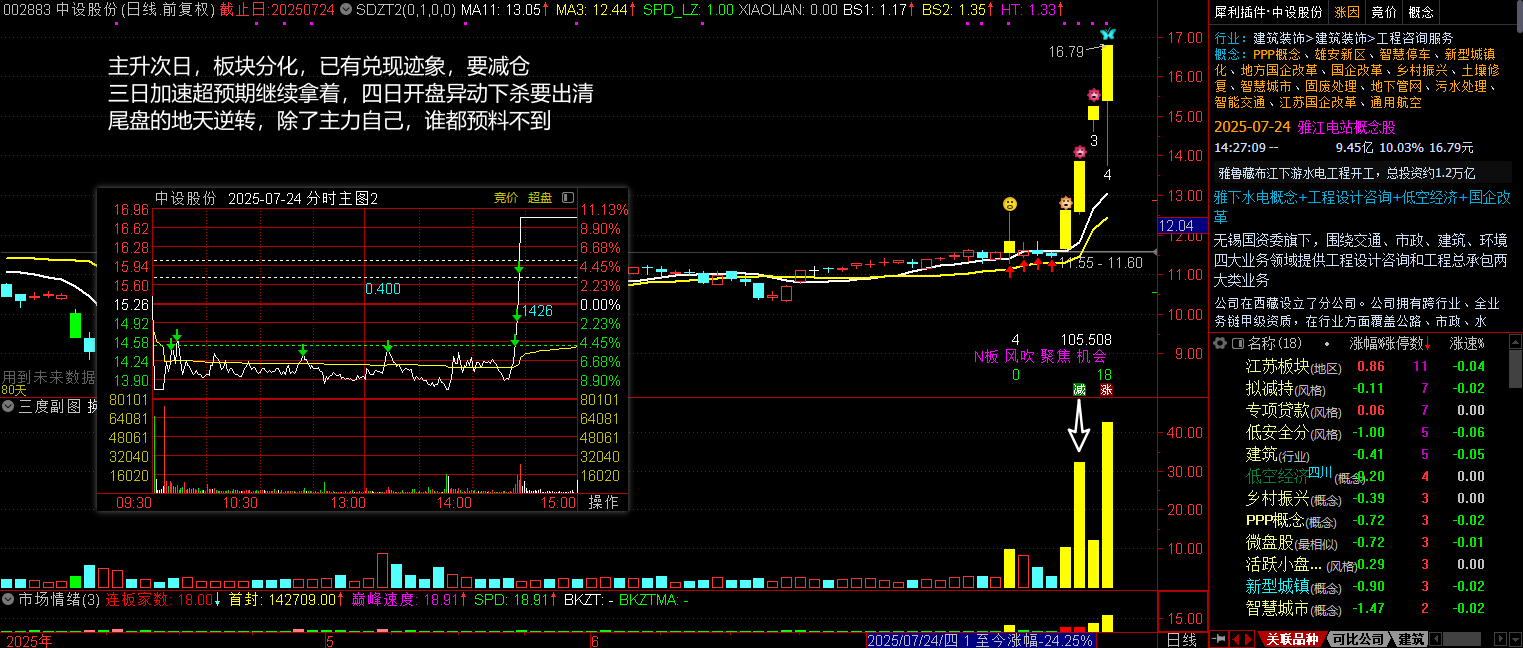 002883 中设股份(日线.前复权) 截止日:20250724 SDZT2(0,1,0,0) MA11: 13.05↑ MA3: 12.44↑ SPD_LZ: 1.00 XIAOLIAN: 0.00 BS1: 1.17↑ BS2: 1.35↑ HT: 1.33↑
主升次日，板块分化，已有兑现迹象，要减仓
三日加速超预期继续拿着，四日开盘异动下杀要出清
尾盘的地天逆转，除了主力自己，谁都预料不到
16.79
3
4
11.55 - 11.60
17.00
16.00
15.00
14.00
13.00
12.04
12.00
11.00
10.00
9.00
中设股份 2025-07-24 分时主图2 竞价 超盘
16.86 11.13%
16.62 8.90%
16.28 6.68%
15.94 4.45%
15.60 2.23%
15.26 0.00%
14.92 2.23%
14.58 4.45%
14.24 6.68%
13.90 8.90%
80101 80101
64081 64081
48061 48061
32040 32040
16020 16020
0.400
1426
09:30 10:30 13:00 14:00 15:00 操作
用到未来数据
80天
三度副图
4 105.508
N板 风吹 聚焦 机会
0 18
减 涨
40.00
30.00
20.00
10.00
市场情绪(3) 连板家数: 18.00↓ 首封: 142709.00↑ 巅峰速度: 18.91↑ SPD: 18.91↑ BKZT: - BKZTMA: -
15.00
2025年 5 6 2025/07/24/四 1 至今涨幅-24.25% 日线
犀利插件·中设股份 涨因 竞价 概念
行业: 建筑装饰>建筑装饰>工程咨询服务
概念: PPP概念、雄安新区、智慧停车、新型城镇
化、地方国企改革、国企改革、乡村振兴、土壤修
复、智慧城市、固废处理、地下管网、污水处理、
智能交通、江苏国企改革、通用航空
2025-07-24 雅江电站概念股
14:27:09 -- 9.45亿 10.03% 16.79元
雅鲁藏布江下游水电工程开工，总投资约1.2万亿
雅下水电概念+工程设计咨询+低空经济+国企改
革
无锡国资委旗下，围绕交通、市政、建筑、环境
四大业务领域提供工程设计咨询和工程总承包两
大类业务
公司在西藏设立了分公司。公司拥有跨行业、全业
务链甲级资质，在行业方面覆盖公路、市政、水
名称(18) • 涨幅%涨停数↓ 涨速%
江苏板块(地区) 0.86 11 -0.04
拟减持(风格) -0.11 7 -0.02
专项贷款(风格) 0.06 7 0.00
低安全分(风格) -1.00 5 -0.06
建筑(行业) -0.41 5 -0.05
低空经济四川(概念) 0.20 4 0.00
乡村振兴(概念) -0.39 3 0.00
PPP概念(概念) -0.72 3 -0.02
微盘股(最相似) -0.72 3 -0.01
活跃小盘...(风格) 0.29 3 0.00
新型城镇(概念) -0.90 3 -0.02
智慧城市(概念) -1.47 2 -0.02
关联品种 可比公司 建筑